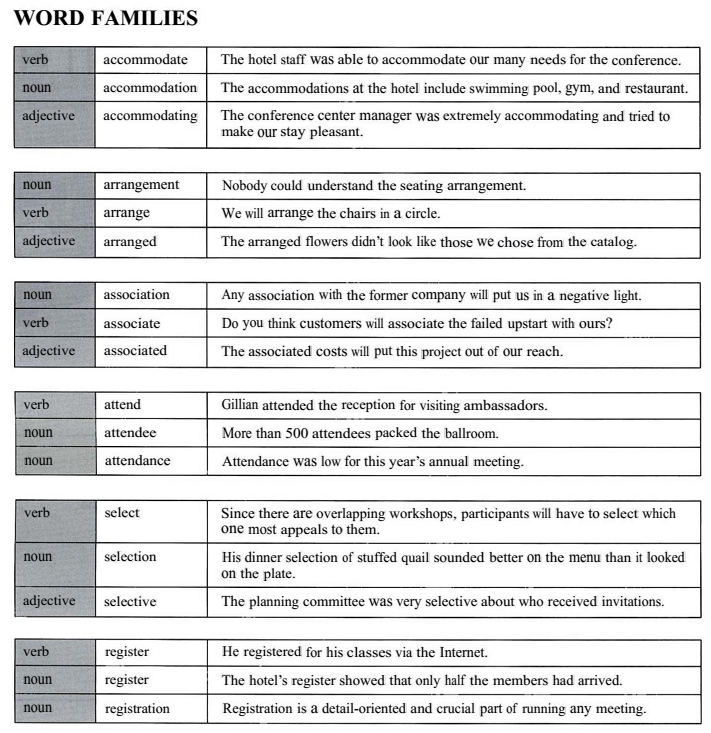 WORD FAMILIES
verb accommodate The hotel staff was able to accommodate our many needs for the conference.
noun accommodation The accommodations at the hotel include swimming pool, gym, and restaurant.
adjective accommodating The conference center manager was extremely accommodating and tried to
make our stay pleasant.
noun arrangement Nobody could understand the seating arrangement.
verb arrange We will arrange the chairs in a circle.
adjective arranged The arranged flowers didn't look like those we chose from the catalog.
noun association Any association with the former company will put us in a negative light.
verb associate Do you think customers will associate the failed upstart with ours?
adjective associated The associated costs will put this project out of our reach.
verb attend Gillian attended the reception for visiting ambassadors.
noun attendee More than 500 attendees packed the ballroom.
noun attendance Attendance was low for this year's annual meeting.
verb select Since there are overlapping workshops, participants will have to select which
one most appeals to them.
noun selection His dinner selection of stuffed quail sounded better on the menu than it looked
on the plate.
adjective selective The planning committee was very selective about who received invitations.
verb register He registered for his classes via the Internet.
noun register The hotel's register showed that only half the members had arrived.
noun registration Registration is a detail-oriented and crucial part of running any meeting.